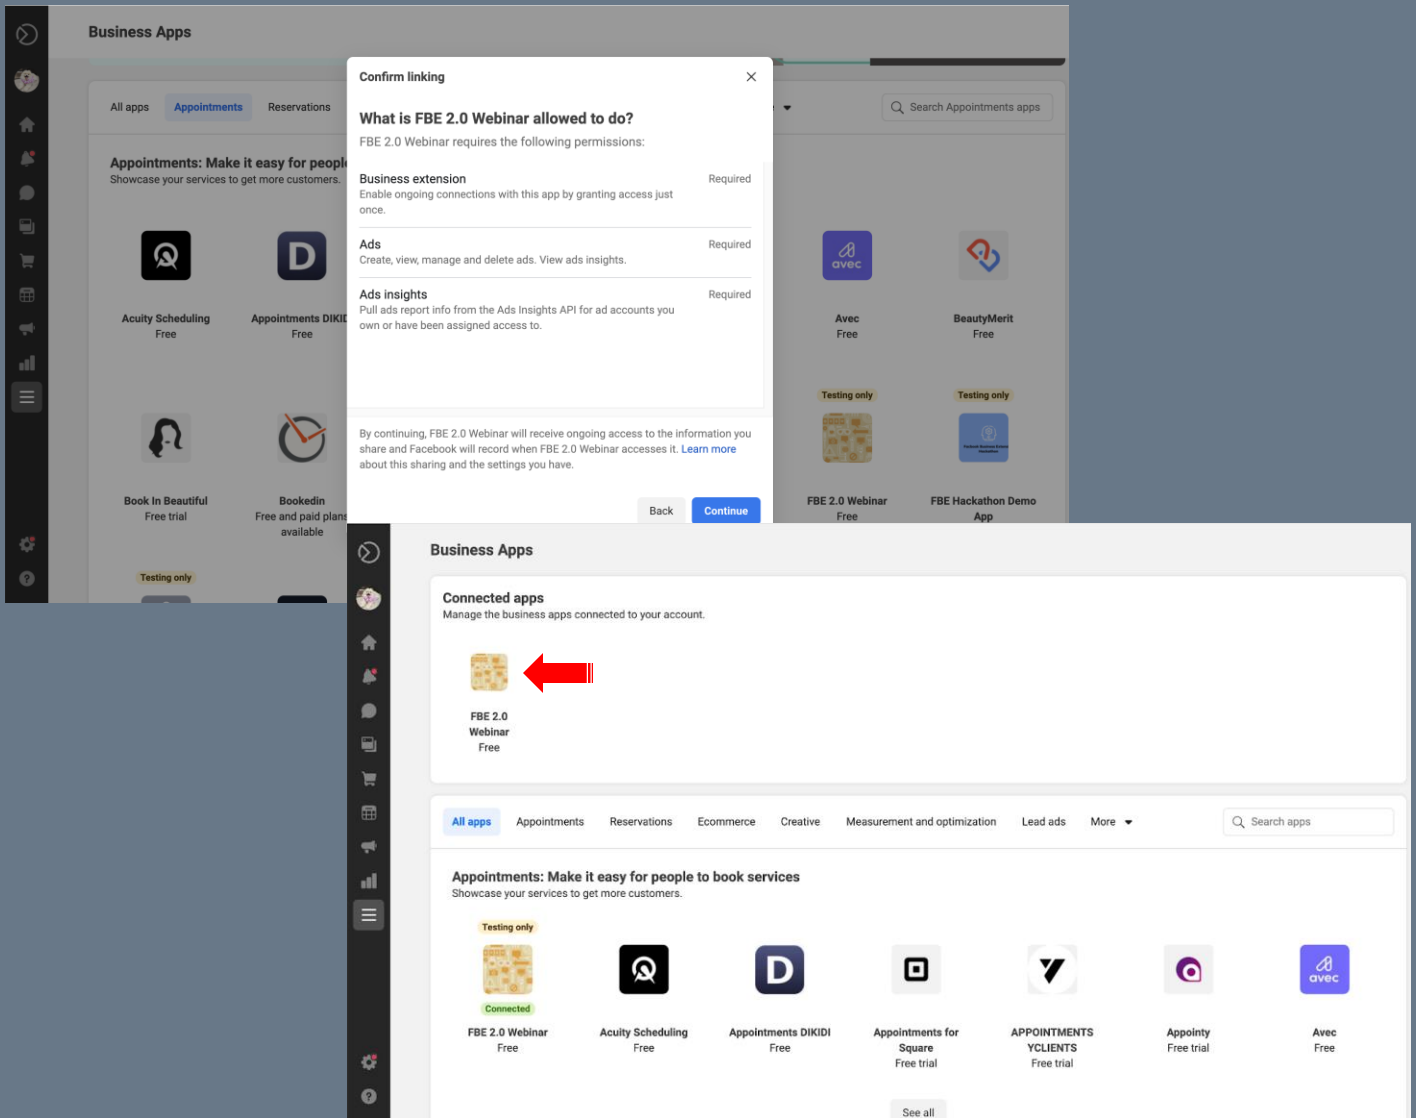 Business Apps
Confirm linking
What is FBE 2.0 Webinar allowed to do?
FBE 2.0 Webinar requires the following permissions:
Business extension
Required
Enable ongoing connections with this app by granting access just
once.
Ads
Required
Create, view, manage and delete ads. View ads insights.
Ads insights
Required
Pull ads report info from the Ads Insights API for ad accounts you
own or have been assigned access to.
By continuing, FBE 2.0 Webinar will receive ongoing access to the information you
share and Facebook will record when FBE 2.0 Webinar accesses it. Learn more
about this sharing and the settings you have.
Back Continue
All apps Appointments Reservations
Search Appointments apps
Appointments: Make it easy for people
Showcase your services to get more customers.
D
avec
Acuity Scheduling
Free
Appointments DIKIDI
Free
Avec
Free
BeautyMerit
Free
Testing only
Testing only
Book In Beautiful
Free trial
Bookedin
Free and paid plans
available
FBE 2.0 Webinar
Free
FBE Hackathon Demo
App
Testing only
Business Apps
Connected apps
Manage the business apps connected to your account.
FBE 2.0
Webinar
Free
All apps Appointments Reservations Ecommerce Creative Measurement and optimization Lead ads More
Search apps
Appointments: Make it easy for people to book services
Showcase your services to get more customers.
Testing only
D
avec
Connected
FBE 2.0 Webinar
Free
Acuity Scheduling
Free
Appointments DIKIDI
Free
Appointments for
Square
Free trial
APPOINTMENTS
YCLIENTS
Free trial
Appointy
Free trial
Avec
Free
See all